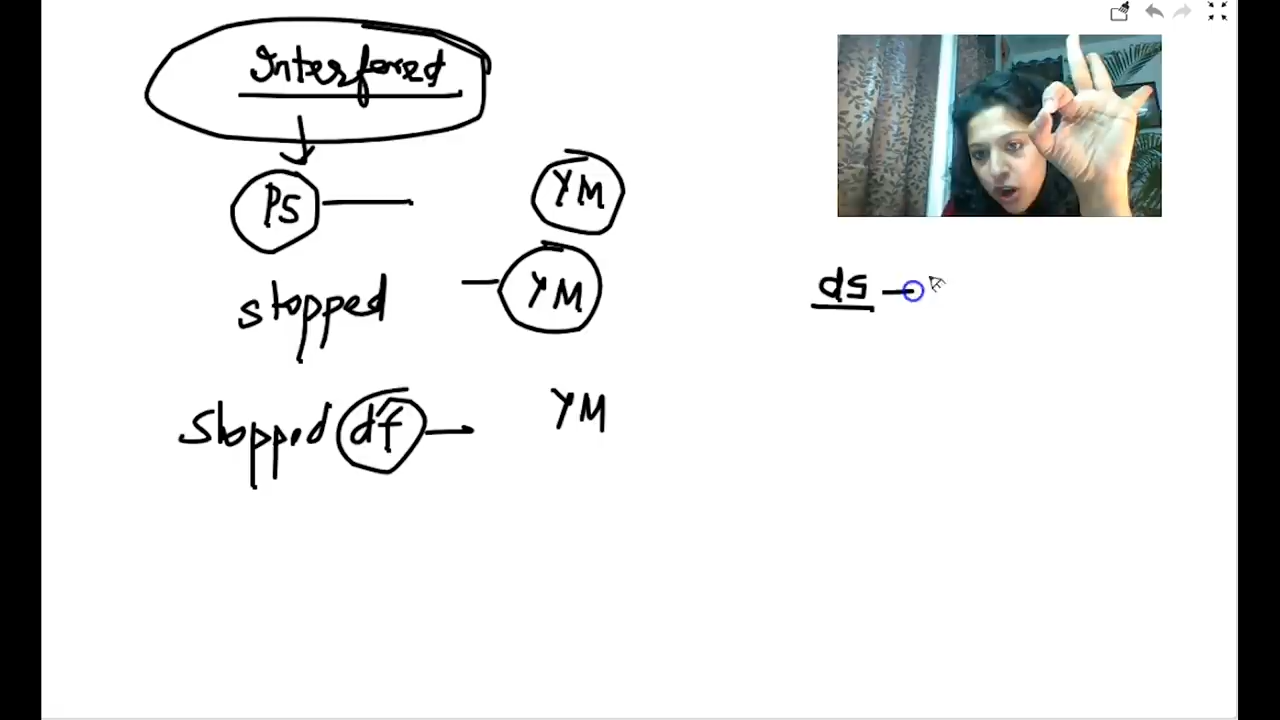 Interfered
PS — YM
stopped — YM
ds —
Stopped df — YM